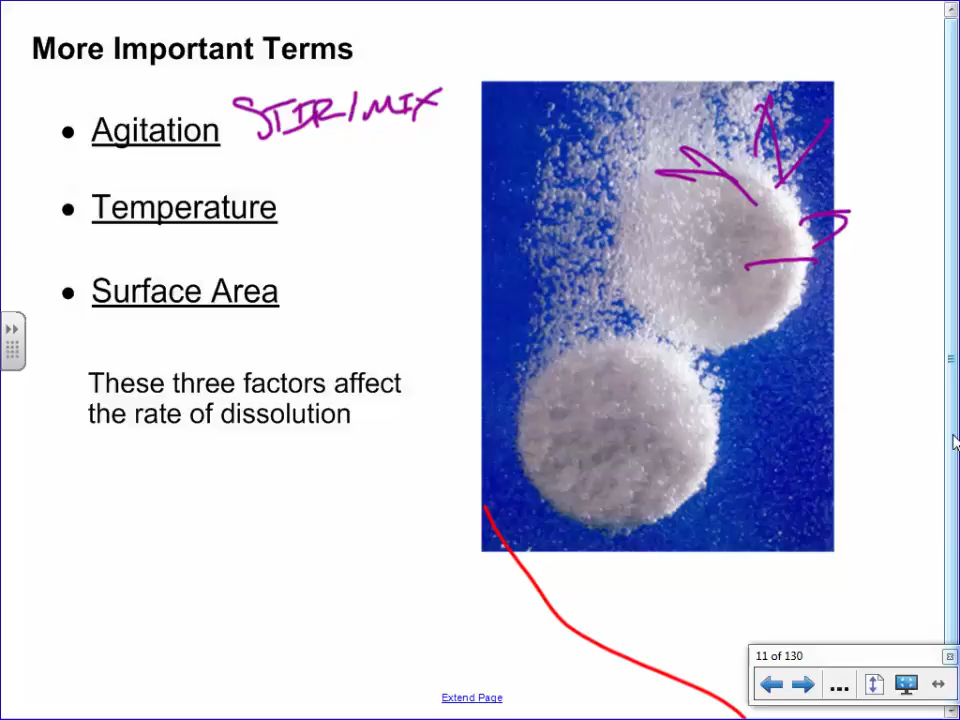 More Important Terms
• Agitation STIR/MIX
• Temperature
• Surface Area
These three factors affect
the rate of dissolution
11 of 130
...
Extend Page